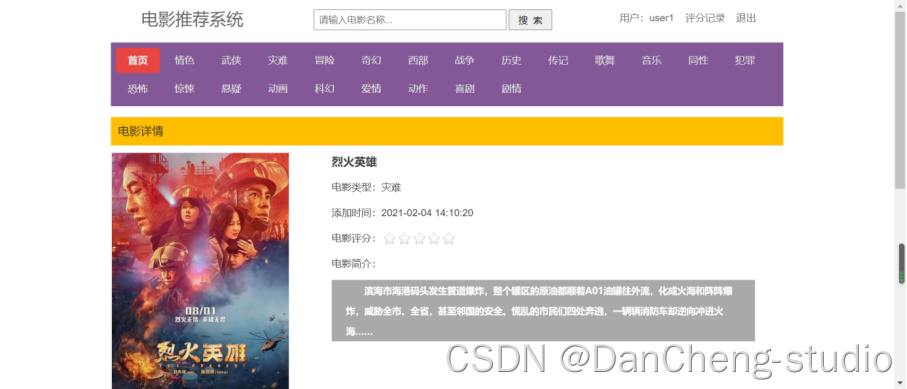 电影推荐系统
请输入电影名称...
搜 索
用户：user1 评分记录 退出
首页 情色 武侠 灾难 冒险 奇幻 西部 战争 历史 传记 歌舞 音乐 同性 犯罪
恐怖 惊悚 悬疑 动画 科幻 爱情 动作 喜剧 剧情
电影详情
烈火英雄
电影类型：灾难
添加时间：2021-02-04 14:10:20
电影评分：
电影简介：
滨海市海港码头发生管道爆炸，整个罐区的原油都顺着A01油罐往外流，化成火海和阵阵爆
炸，威胁全市、全省，甚至邻国的安全。慌乱的市民们四处奔逃，一辆辆消防车却逆向冲进火
海......
08/01
烈火无情 英雄无畏
烈火英雄
CSDN @DanCheng-studio